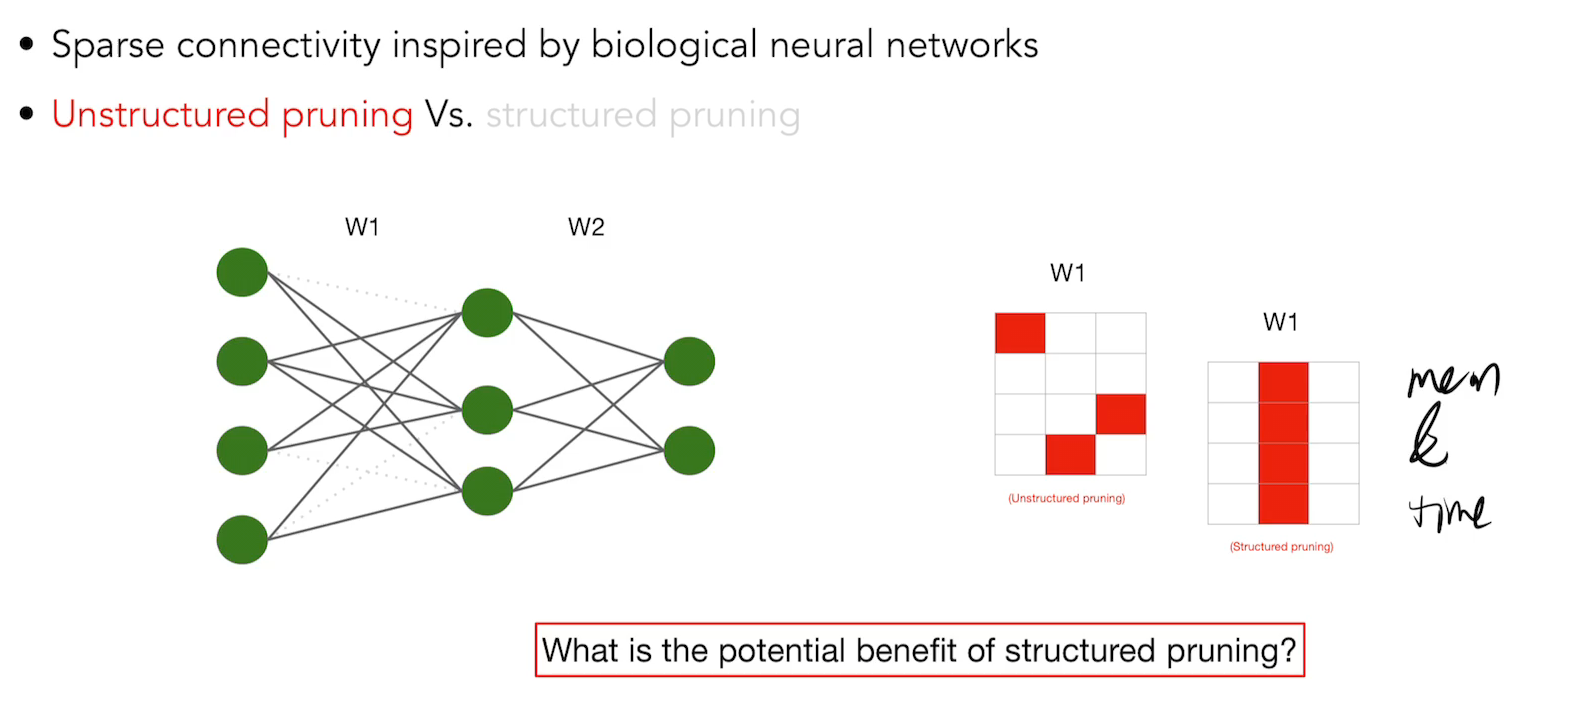 • Sparse connectivity inspired by biological neural networks
• Unstructured pruning Vs. structured pruning
W1
W2
W1
(Unstructured pruning)
W1
(Structured pruning)
mem
&
time
What is the potential benefit of structured pruning?